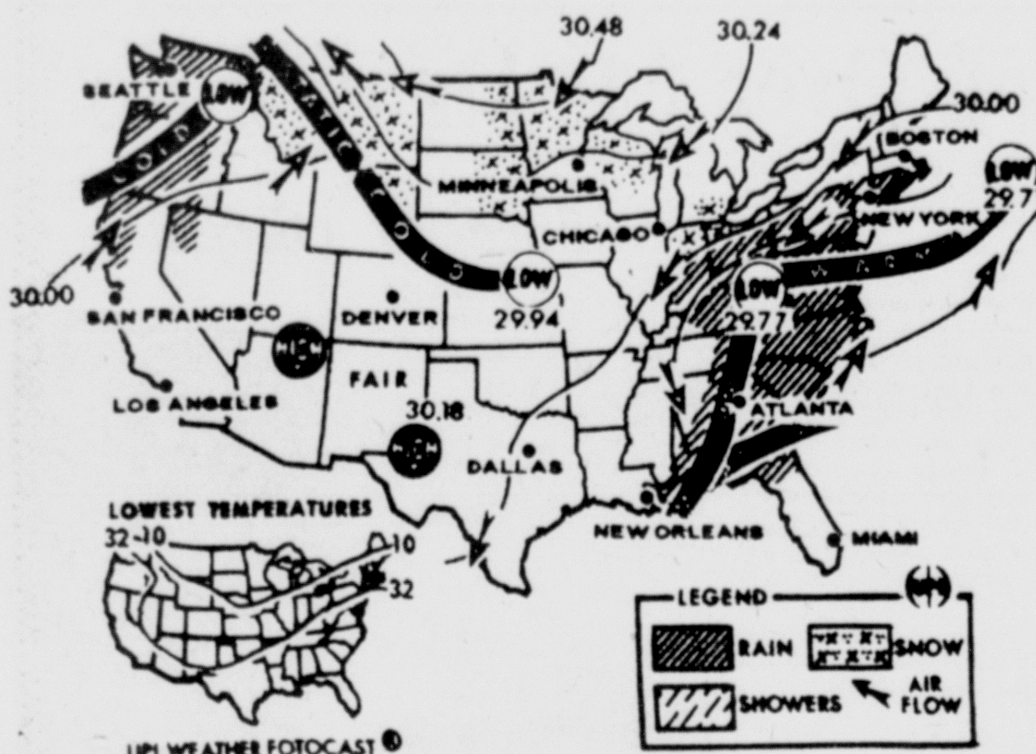 30.48
30.24
SEATTLE
LOW
COLD
STATIC
30.00
BOSTON
LOW
29.7
MINNEAPOLIS
NEW YORK
CHICAGO
COLD
LOW
29.94
LOW
29.77
WARM
30.00
SAN FRANCISCO
DENVER
HIGH
FAIR
LOS ANGELES
30.18
HIGH
ATLANTA
DALLAS
NEW ORLEANS
MIAMI
LOWEST TEMPERATURES
32
10
10
32
LEGEND
RAIN
SNOW
SHOWERS
AIR
FLOW
UPI WEATHER FOTOCAST